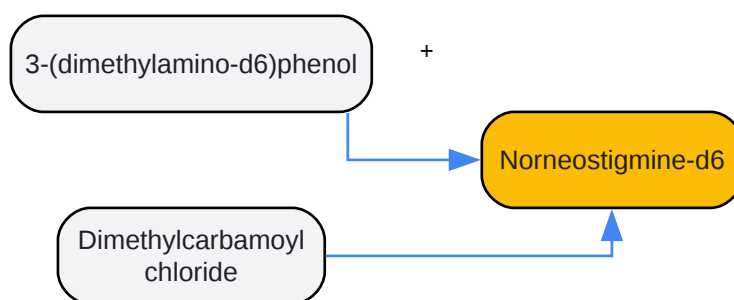 3-(dimethylamino-d6)phenol
+
Norneostigmine-d6
Dimethylcarbamoyl
chloride